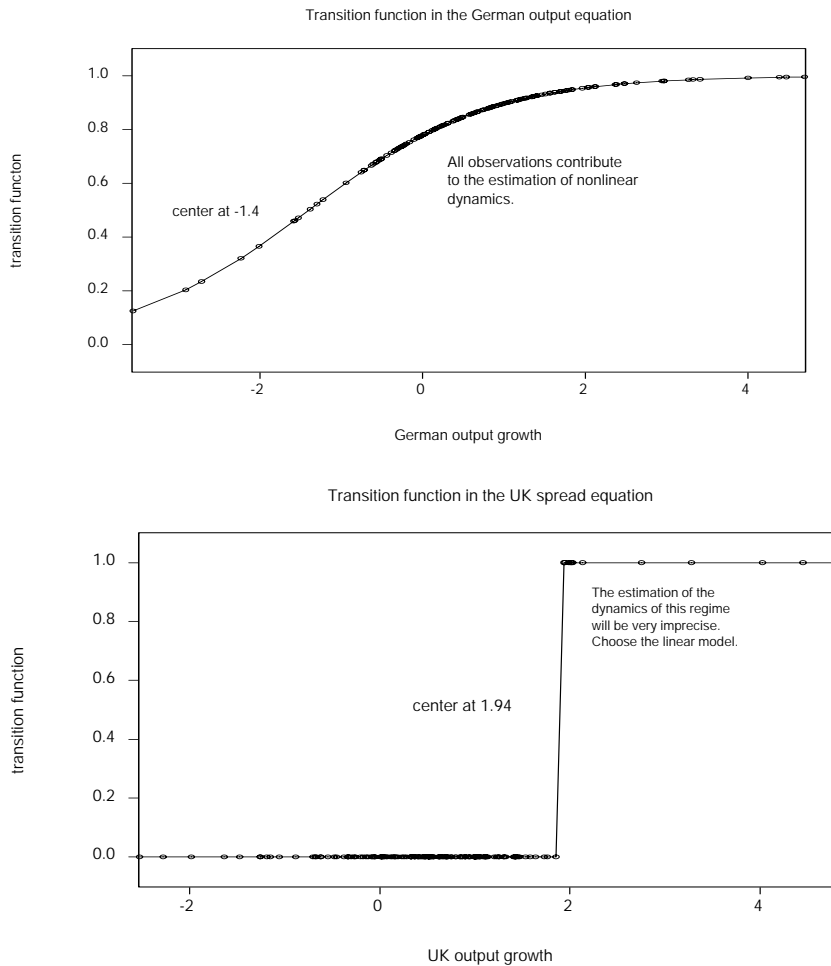 Transition function in the German output equation
transition functon
1.0
0.8
0.6
0.4
0.2
0.0
All observations contribute
to the estimation of nonlinear
dynamics.
center at -1.4
-2
0
2
4
German output growth
Transition function in the UK spread equation
transition function
1.0
0.8
0.6
0.4
0.2
0.0
The estimation of the
dynamics of this regime
will be very imprecise.
Choose the linear model.
center at 1.94
-2
0
2
4
UK output growth